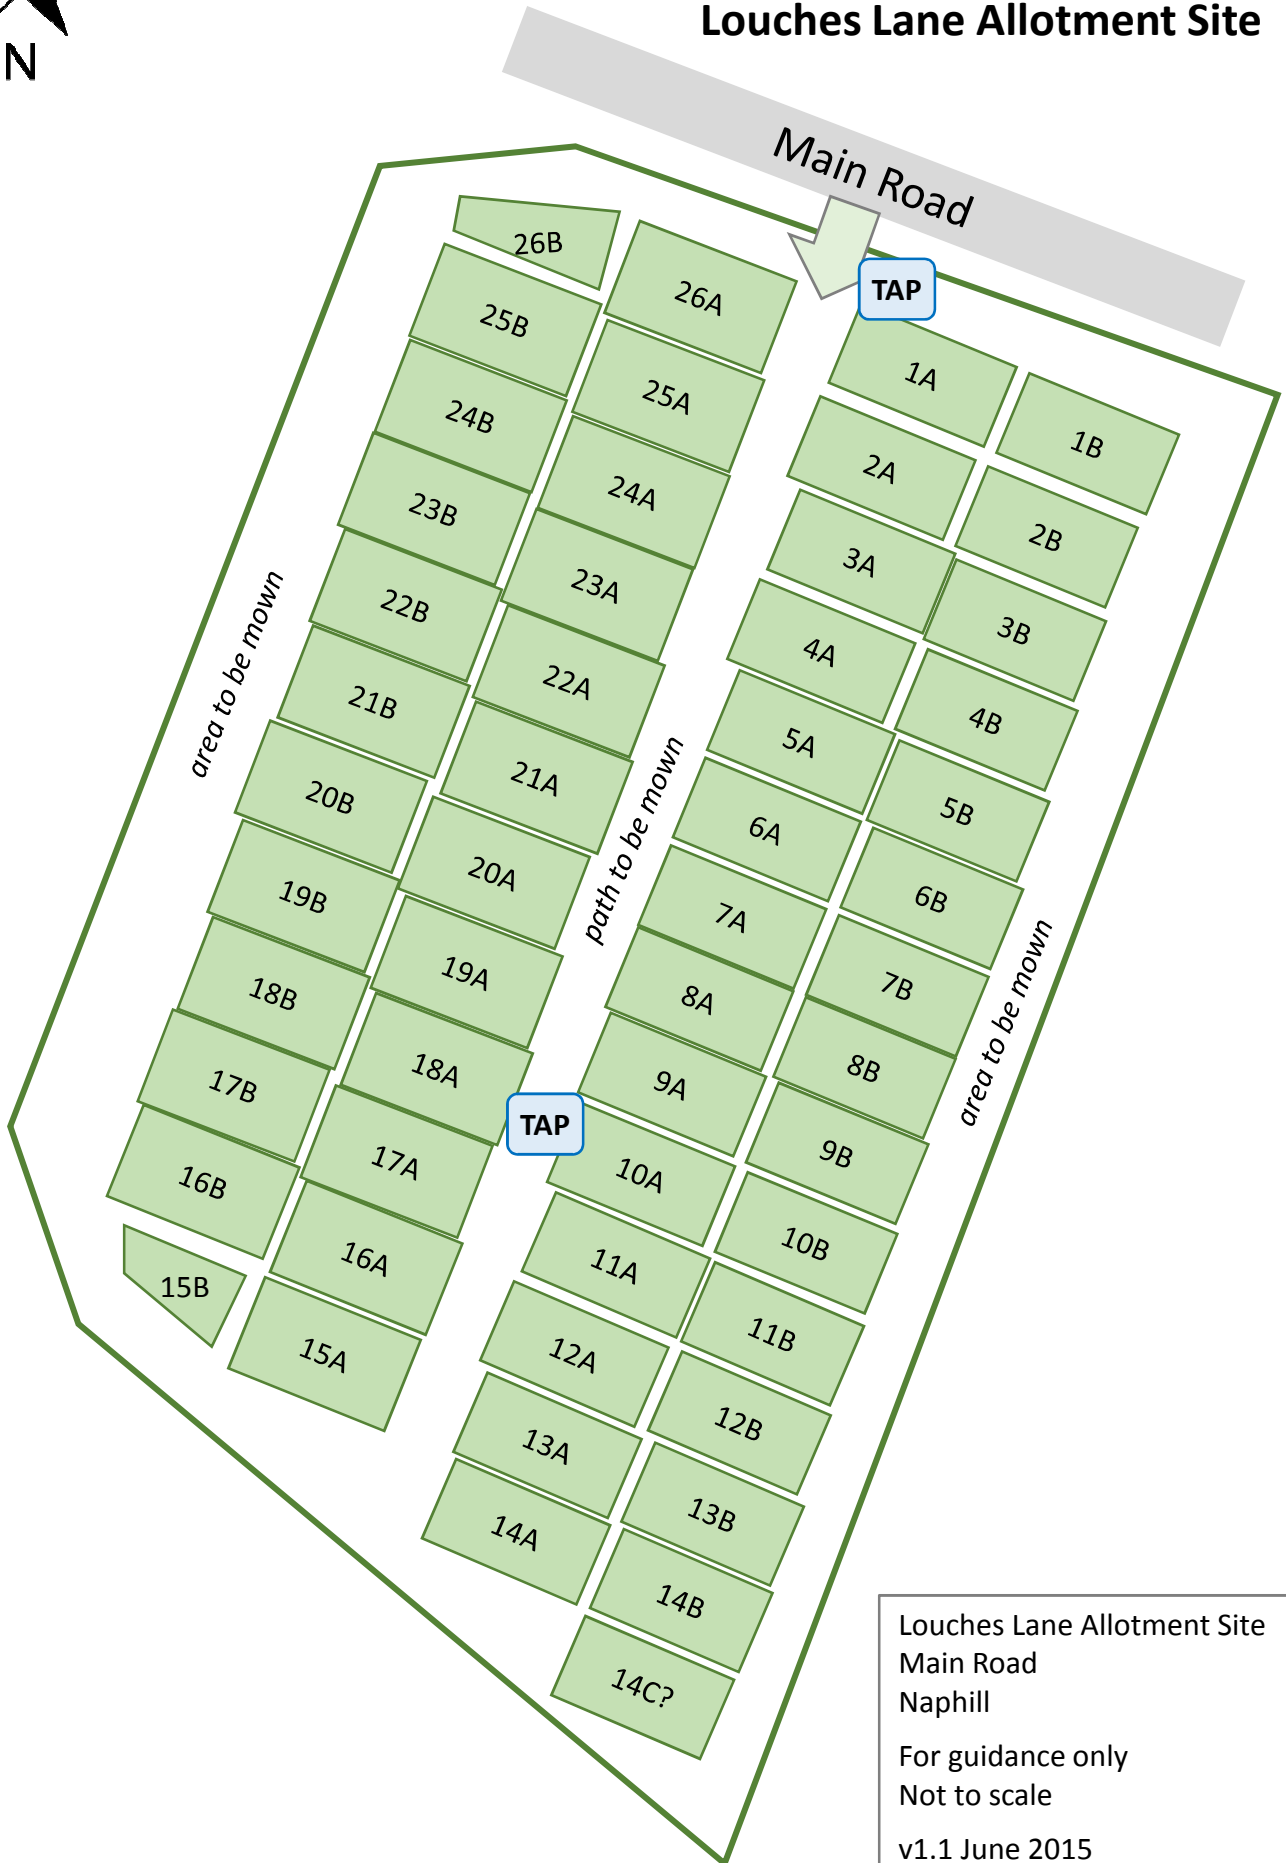 Louches Lane Allotment Site
N
Main Road
TAP
26B
26A
25B
25A
1A
1B
24B
24A
2A
2B
23B
23A
3A
3B
22B
22A
4A
4B
21B
21A
5A
5B
20B
20A
6A
6B
19B
19A
7A
7B
18B
18A
8A
8B
17B
17A
9A
9B
16B
16A
10A
10B
15B
15A
11A
11B
12A
12B
13A
13B
14A
14B
14C?
area to be mown
path to be mown
area to be mown
TAP
Louches Lane Allotment Site
Main Road
Naphill
For guidance only
Not to scale
v1.1 June 2015